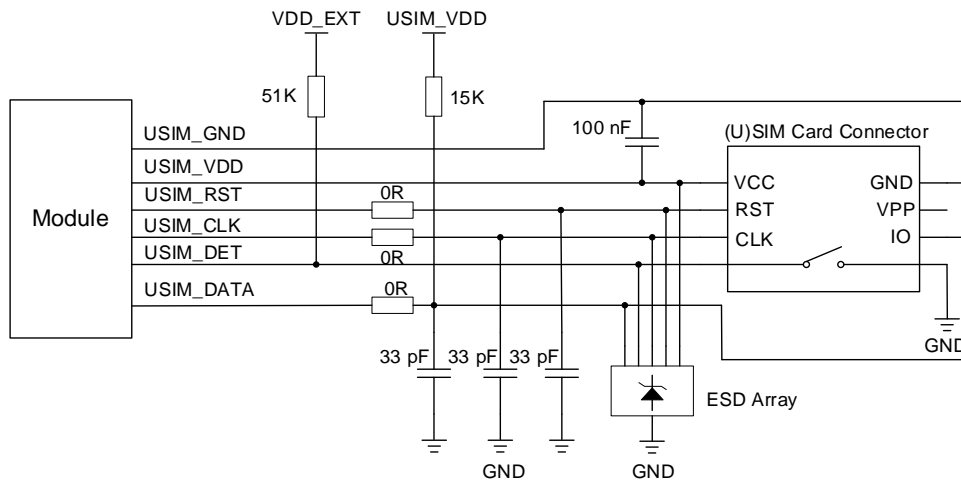 VDD_EXT USIM_VDD
51K 15K
Module
USIM_GND
USIM_VDD
USIM_RST
USIM_CLK
USIM_DET
USIM_DATA
0R
0R
0R
100 nF
(U)SIM Card Connector
VCC GND
RST VPP
CLK IO
GND
33 pF 33 pF 33 pF
ESD Array
GND GND